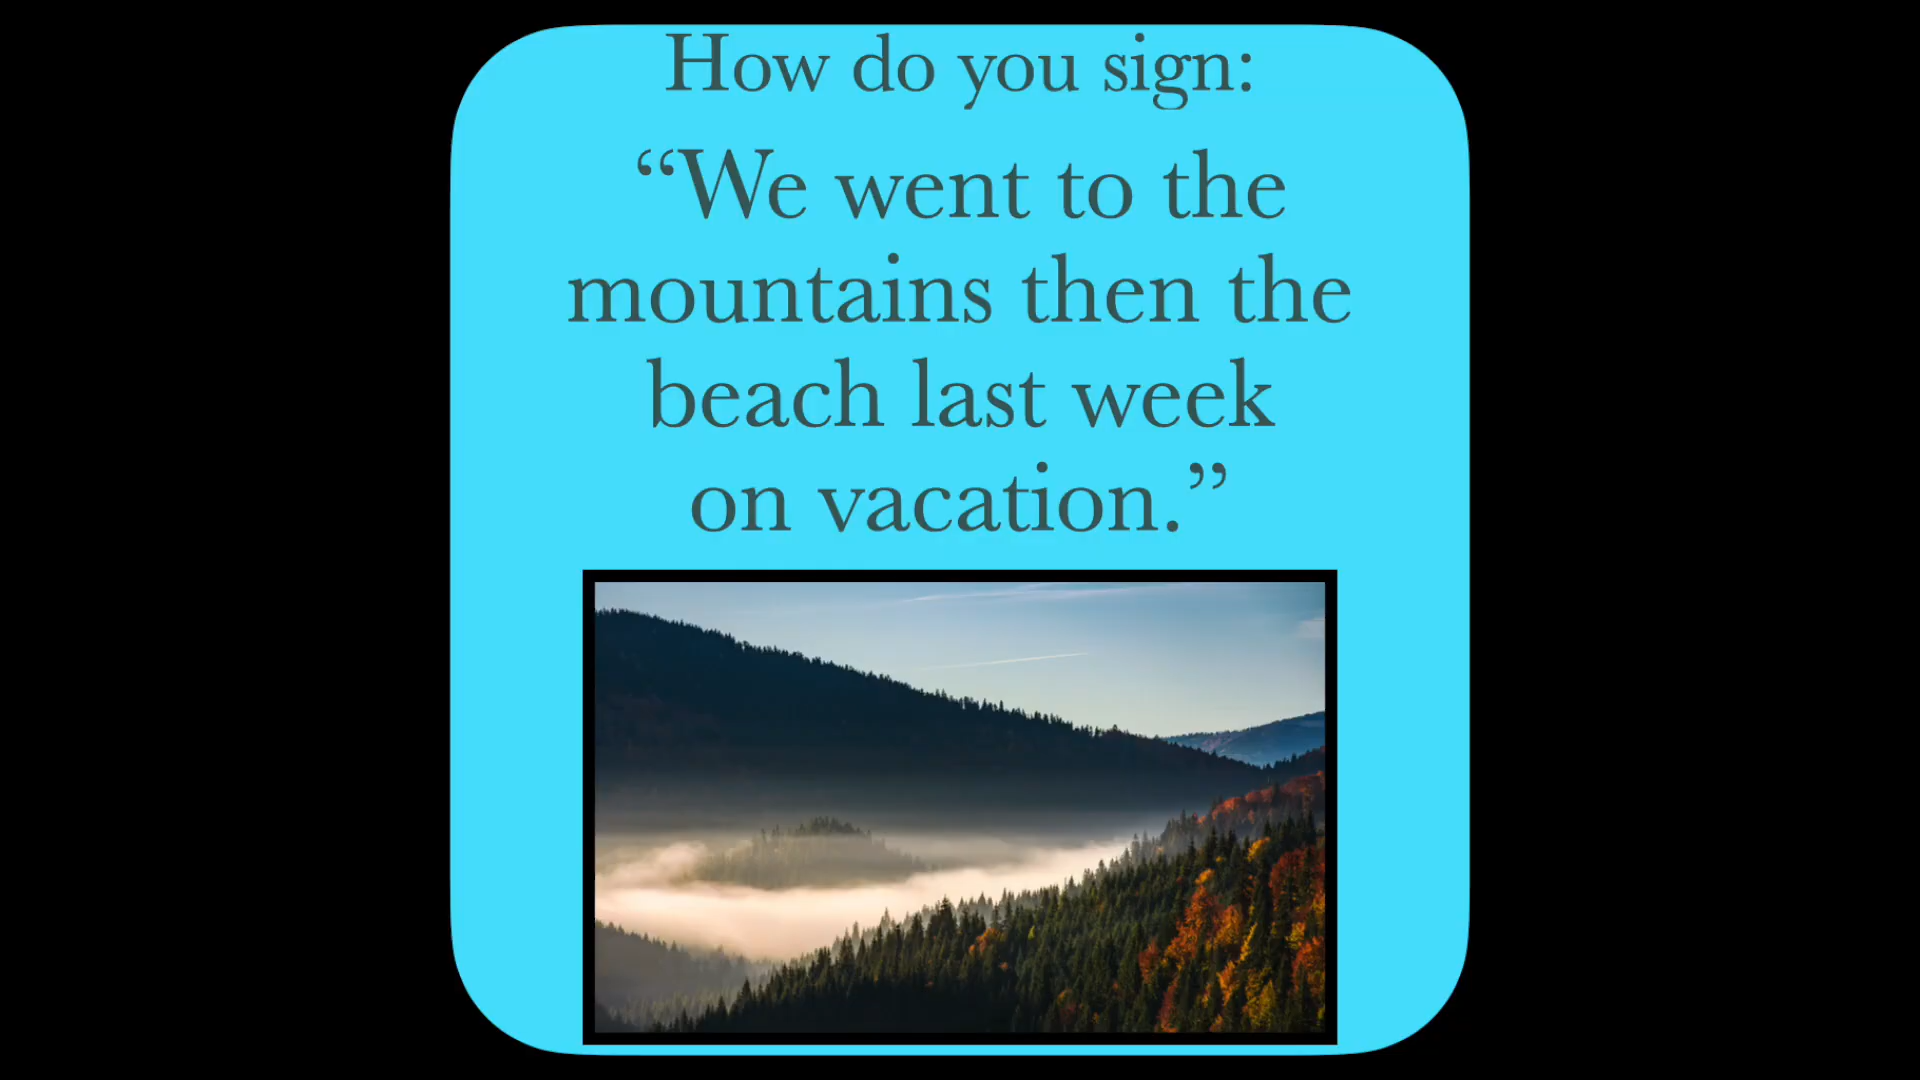 How do you sign:
“We went to the
mountains then the
beach last week
on vacation.”